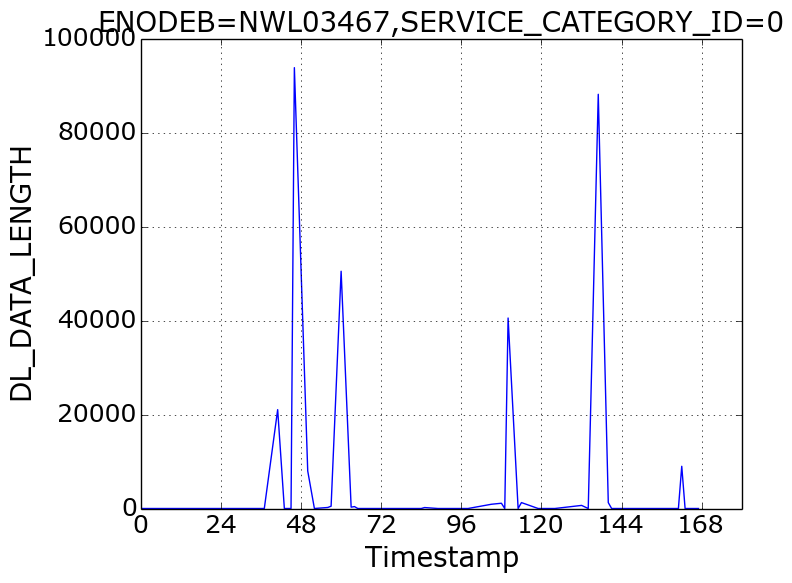 ENODEB=NWL03467,SERVICE_CATEGORY_ID=0
100000
80000
60000
40000
20000
0
DL_DATA_LENGTH
0 24 48 72 96 120 144 168
Timestamp